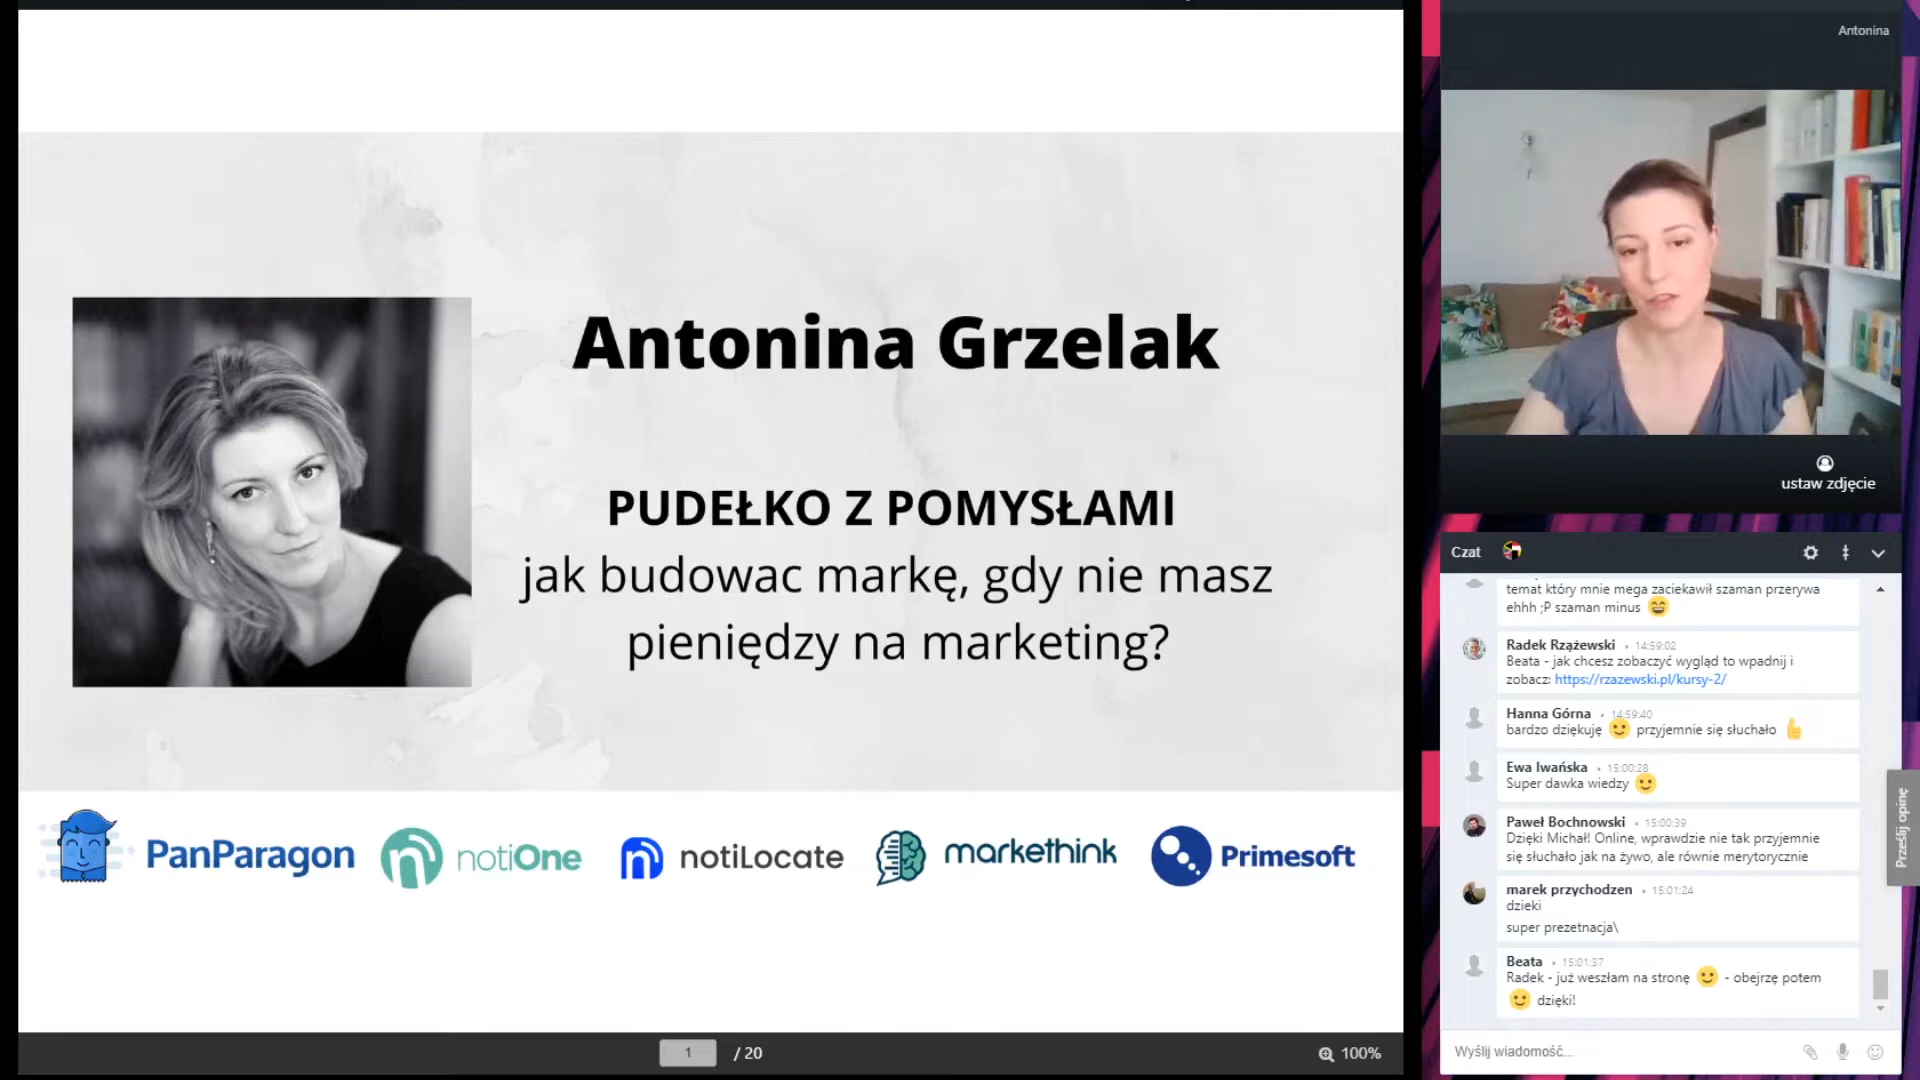 Antonina Grzelak
PUDEŁKO Z POMYSŁAMI
jak budowac markę, gdy nie masz
pieniędzy na marketing?
PanParagon
notiOne
notiLocate
markethink
Primesoft
1 / 20
100%
Antonina
ustaw zdjęcie
Czat
temat który mnie mega zaciekawił szaman przerywa
ehhh ;P szaman minus
Radek Rzążewski • 14:59:02
Beata - jak chcesz zobaczyć wygląd to wpadnij i
zobacz: https://rzazewski.pl/kursy-2/
Hanna Górna • 14:59:40
bardzo dziękuję 🙂 przyjemnie się słuchało 👍
Ewa Iwańska • 15:00:28
Super dawka wiedzy 🙂
Paweł Bochnowski • 15:00:39
Dzięki Michał! Online, wprawdzie nie tak przyjemnie
się słuchało jak na żywo, ale równie merytorycznie
marek przychodzen • 15:01:24
dzieki
super prezetnacja\
Beata • 15:01:37
Radek - już weszłam na stronę 🙂 - obejrzę potem
🙂 dzięki!
Wyślij wiadomość...
Prześlij opinę